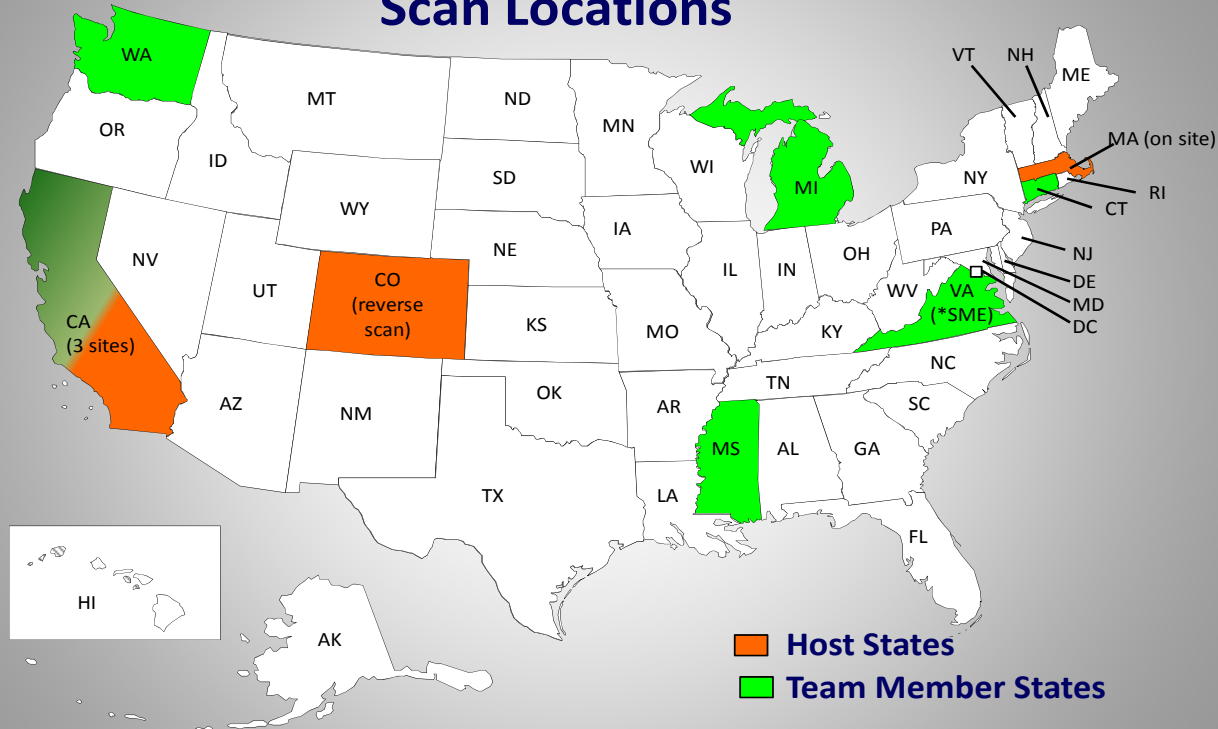 Scan Locations
WA
MT
ND
MN
VT
NH
ME
OR
ID
SD
WI
MI
NY
MA (on site)
RI
CT
WY
IA
PA
NJ
NV
NE
OH
UT
CO
(reverse
scan)
IL
IN
WV
VA
(*SME)
DE
MD
DC
CA
(3 sites)
KS
MO
KY
NC
TN
AZ
NM
OK
AR
SC
MS
AL
GA
TX
LA
FL
HI
AK
Host States
Team Member States